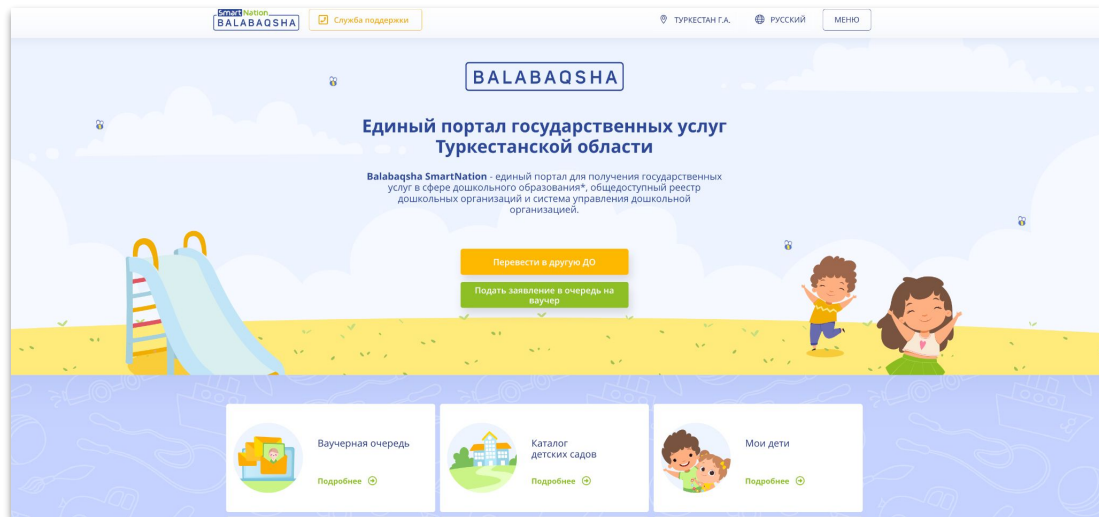 Smart Nation
BALABAQSHA
Служба поддержки
ТУРКЕСТАН Г.А.
РУССКИЙ
МЕНЮ
BALABAQSHA
Единый портал государственных услуг
Туркестанской области
Balabaqsha SmartNation - единый портал для получения государственных
услуг в сфере дошкольного образования*, общедоступный реестр
дошкольных организаций и система управления дошкольной
организацией.
Перевести в другую ДО
Подать заявление в очередь на
ваучер
Ваучерная очередь
Подробнее
Каталог
детских садов
Подробнее
Мои дети
Подробнее